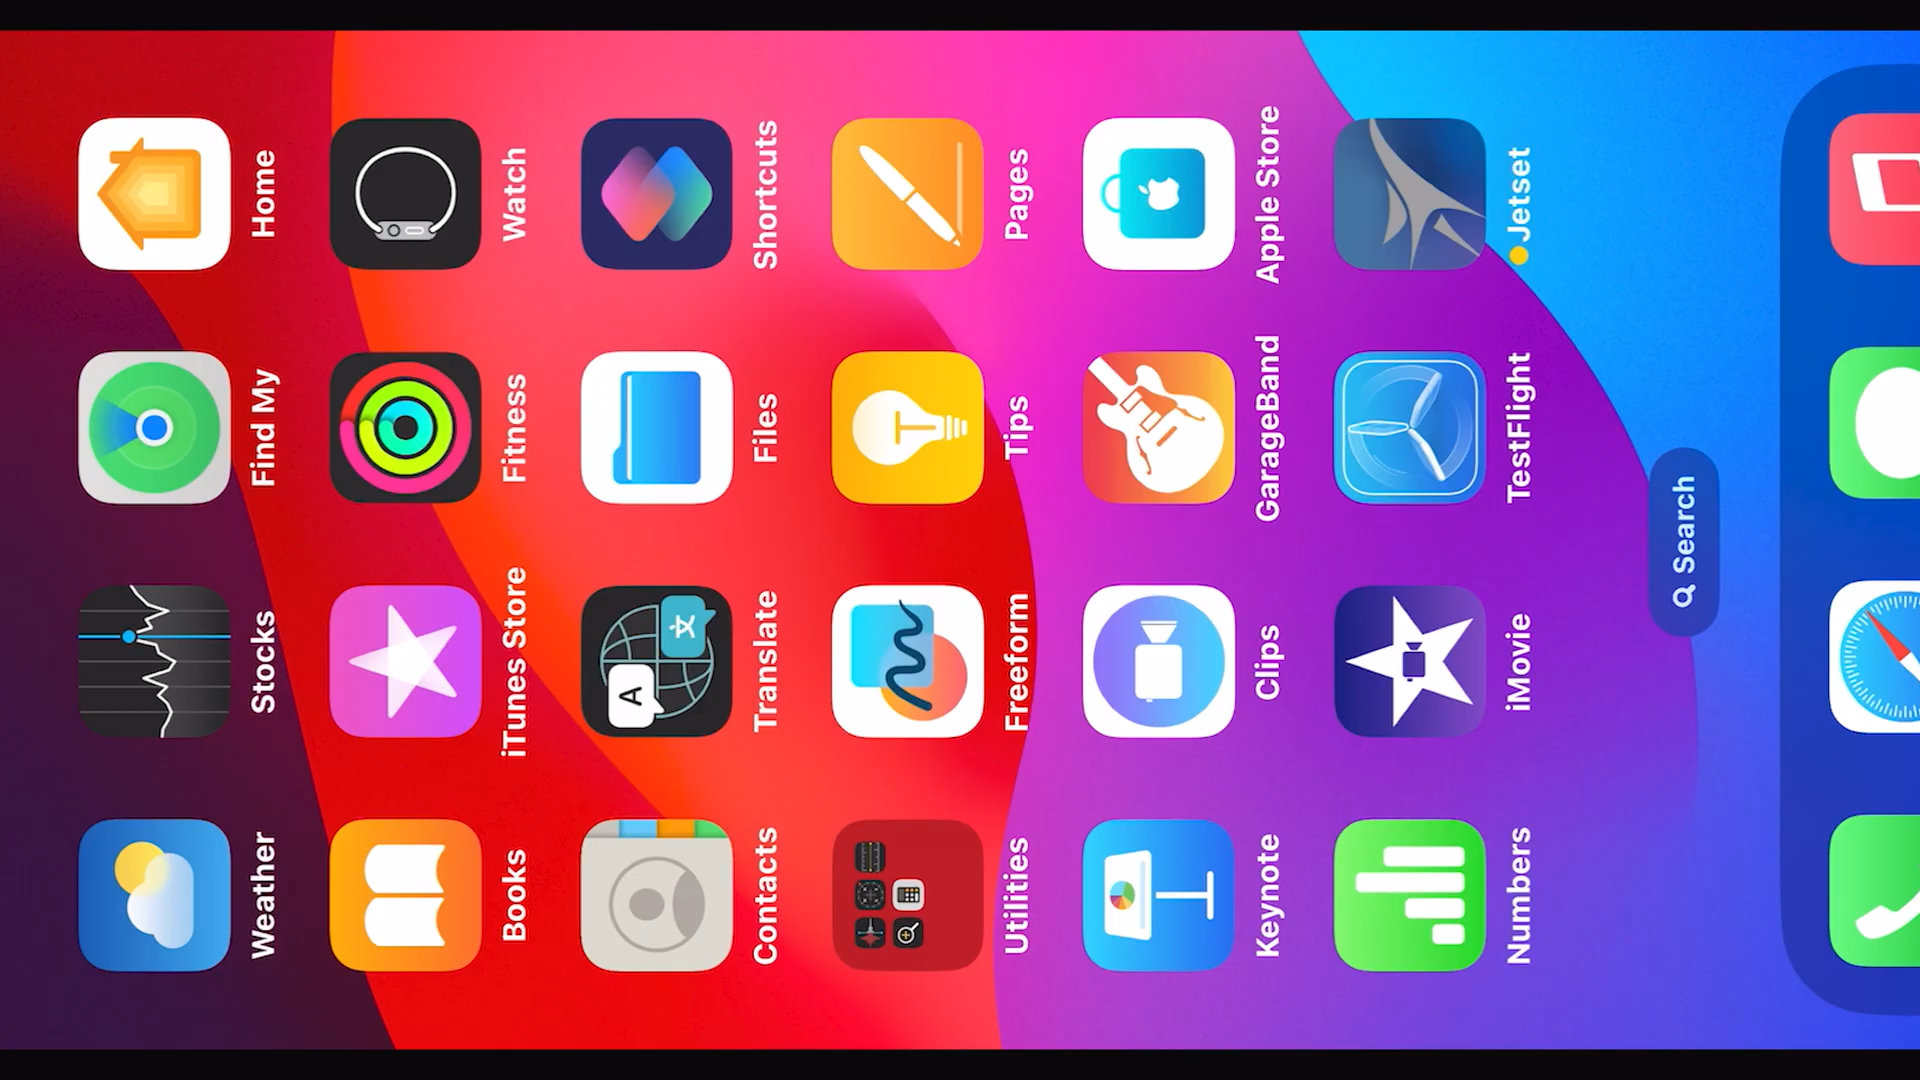 Weather Stocks Find My Home
Books iTunes Store Fitness Watch
A 文
Contacts Translate Files Shortcuts
Utilities Freeform Tips Pages
Keynote Clips GarageBand Apple Store
Numbers iMovie TestFlight Jetset
Search